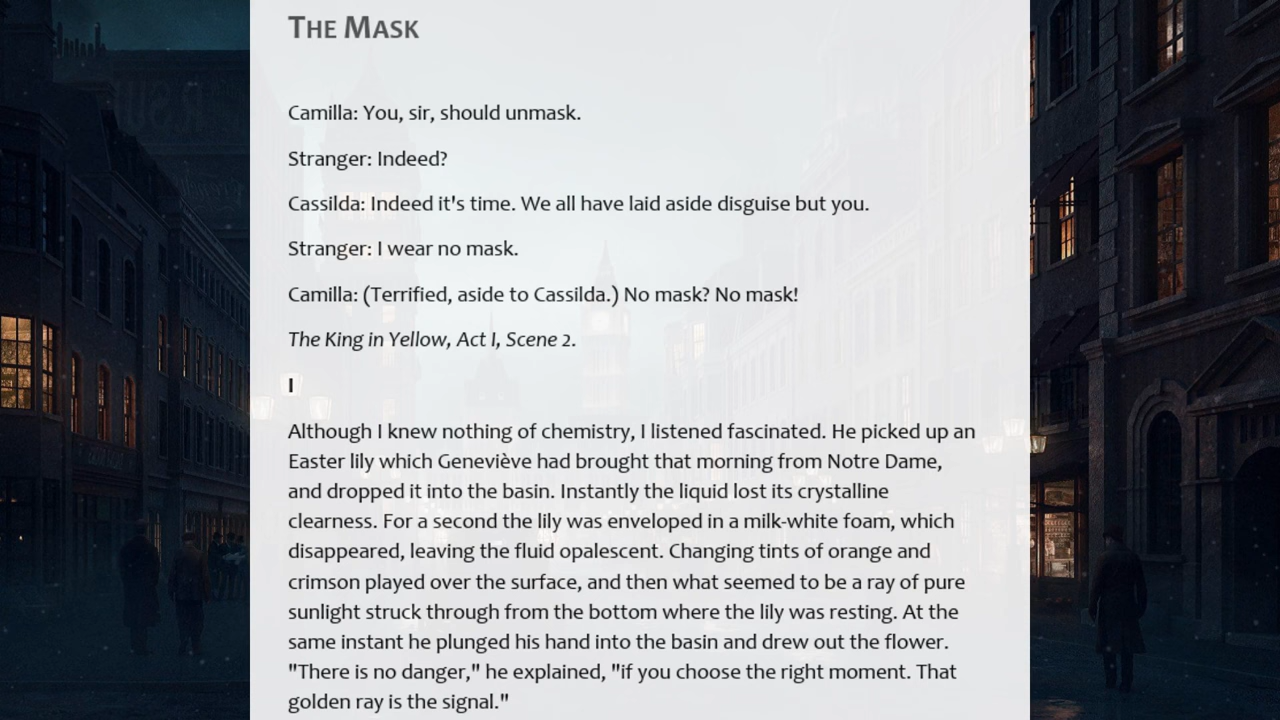 THE MASK
Camilla: You, sir, should unmask.
Stranger: Indeed?
Cassilda: Indeed it's time. We all have laid aside disguise but you.
Stranger: I wear no mask.
Camilla: (Terrified, aside to Cassilda.) No mask? No mask!
The King in Yellow, Act I, Scene 2.
I
Although I knew nothing of chemistry, I listened fascinated. He picked up an
Easter lily which Geneviève had brought that morning from Notre Dame,
and dropped it into the basin. Instantly the liquid lost its crystalline
clearness. For a second the lily was enveloped in a milk-white foam, which
disappeared, leaving the fluid opalescent. Changing tints of orange and
crimson played over the surface, and then what seemed to be a ray of pure
sunlight struck through from the bottom where the lily was resting. At the
same instant he plunged his hand into the basin and drew out the flower.
"There is no danger," he explained, "if you choose the right moment. That
golden ray is the signal."